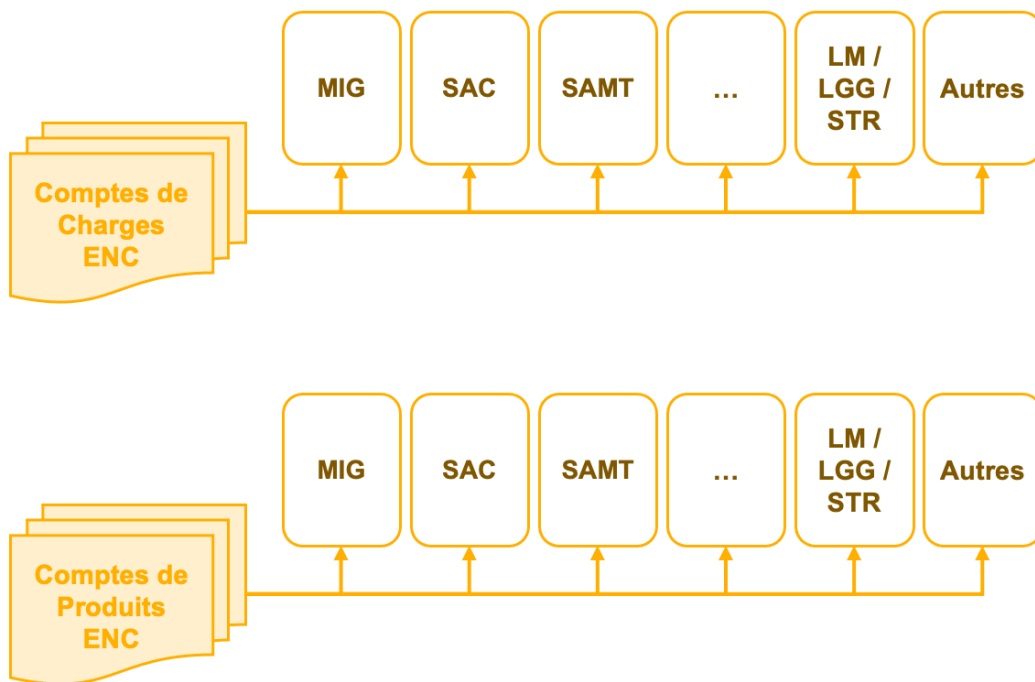 MIG
SAC
SAMT
...
LM /
LGG /
STR
Autres
Comptes de
Charges
ENC
MIG
SAC
SAMT
...
LM /
LGG /
STR
Autres
Comptes de
Produits
ENC